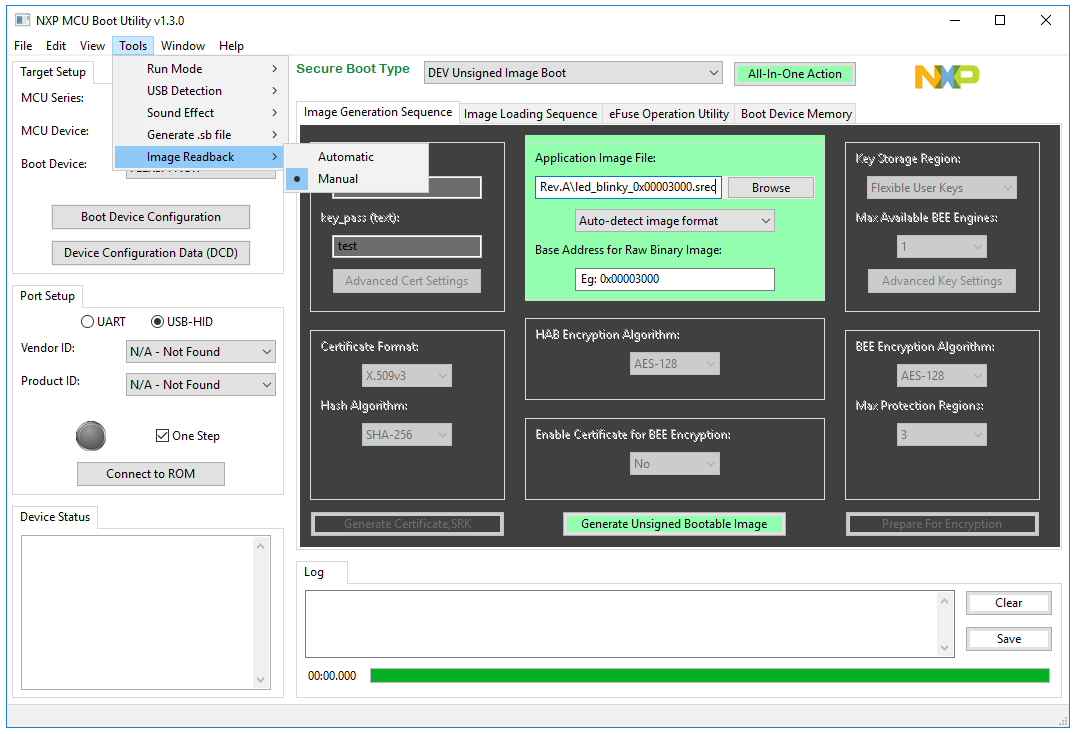 NXP MCU Boot Utility v1.3.0
File Edit View Tools Window Help
Run Mode
USB Detection
Sound Effect
Generate .sb file
Image Readback
Automatic
Manual
Target Setup
MCU Series:
MCU Device:
Boot Device:
Boot Device Configuration
Device Configuration Data (DCD)
Port Setup
UART USB-HID
Vendor ID: N/A - Not Found
Product ID: N/A - Not Found
One Step
Connect to ROM
Device Status
Secure Boot Type DEV Unsigned Image Boot All-In-One Action NXP
Image Generation Sequence Image Loading Sequence eFuse Operation Utility Boot Device Memory
key_pass (text):
test
Advanced Cert Settings
Certificate Format:
X.509v3
Hash Algorithm:
SHA-256
Generate Certificate,SRK
Application Image File:
Rev.A\led_blinky_0x00003000.srec Browse
Auto-detect image format
Base Address for Raw Binary Image:
Eg: 0x00003000
HAB Encryption Algorithm:
AES-128
Enable Certificate for BEE Encryption:
No
Generate Unsigned Bootable Image
Key Storage Region:
Flexible User Keys
Max Available BEE Engines:
1
Advanced Key Settings
BEE Encryption Algorithm:
AES-128
Max Protection Regions:
3
Prepare For Encryption
Log
Clear
Save
00:00.000